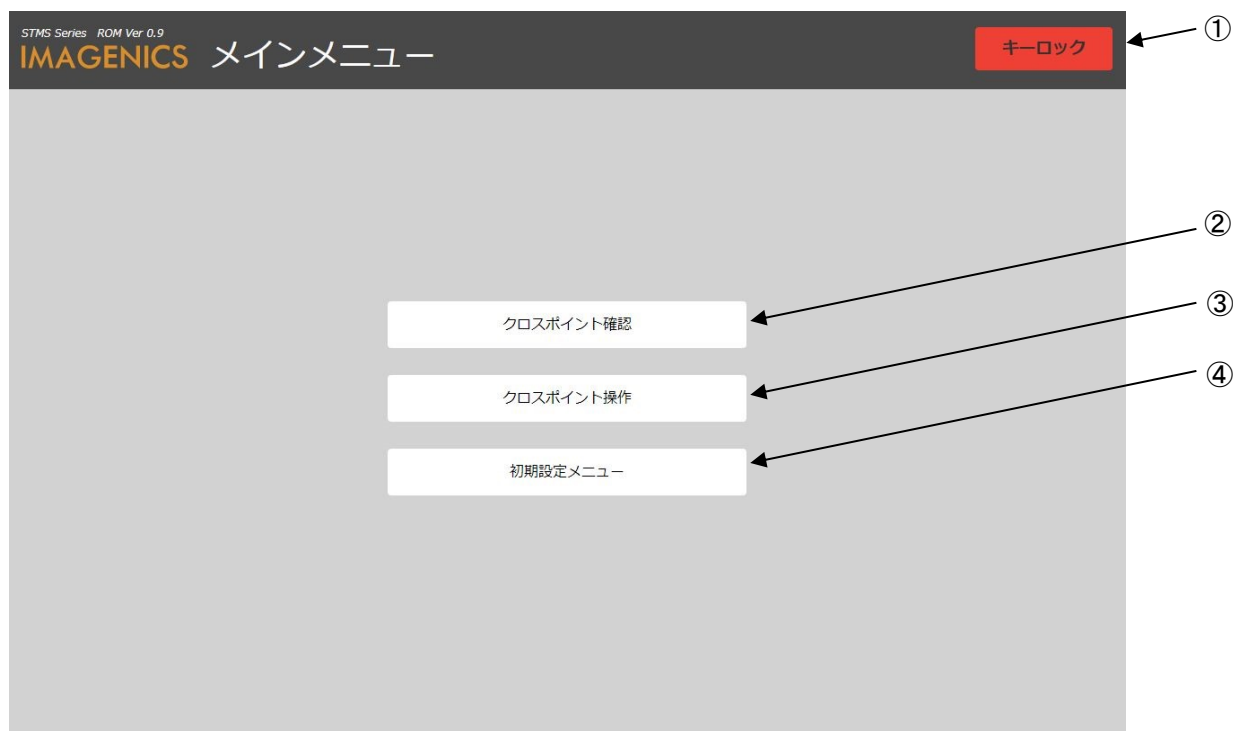 STMS Series ROM Ver 0.9
IMAGENICS メインメニュー
キーロック
①
②
クロスポイント確認
③
クロスポイント操作
④
初期設定メニュー